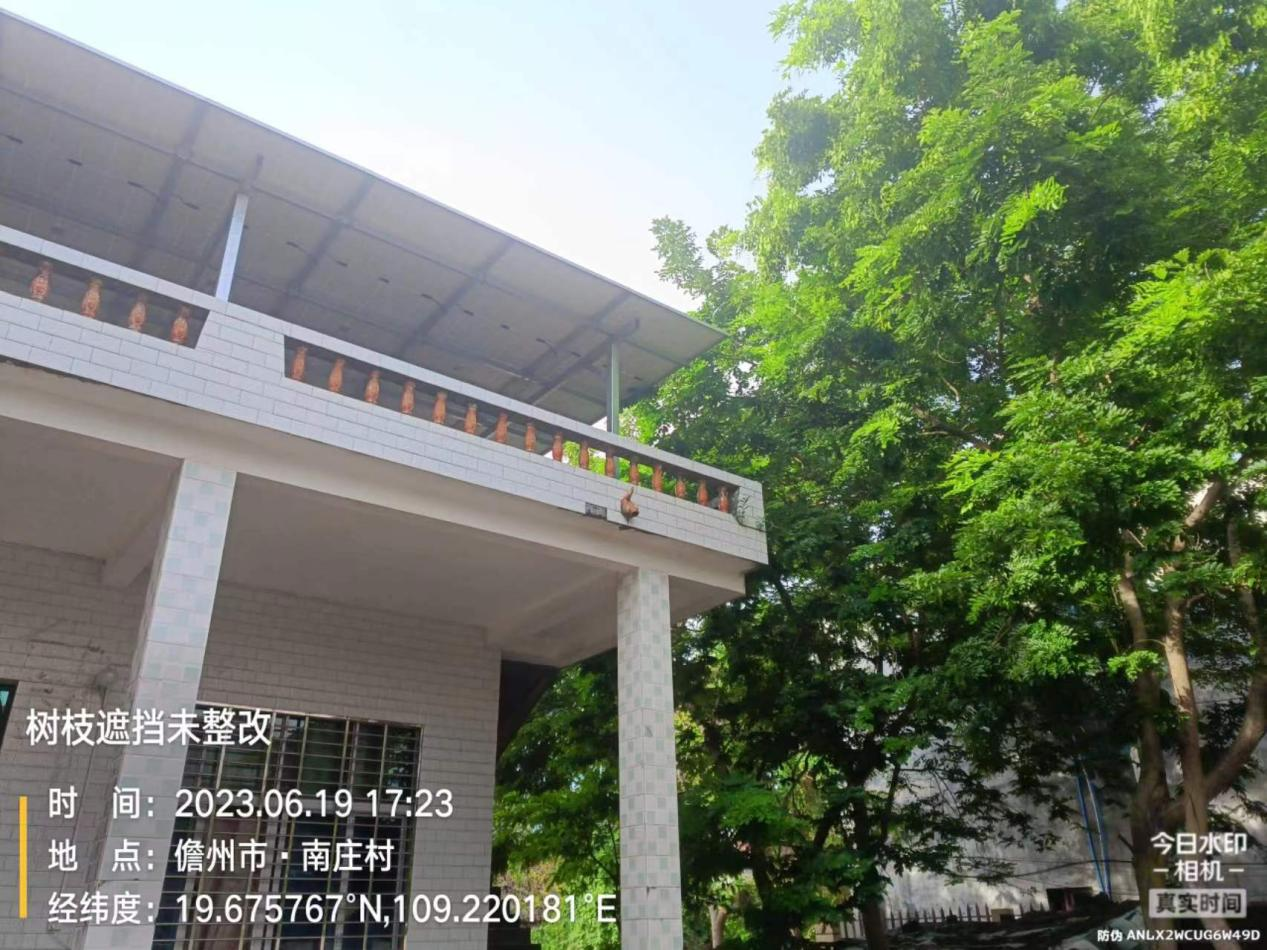 树枝遮挡未整改
时 间：2023.06.19 17:23
地 点：儋州市·南庄村
经纬度：19.675767°N,109.220181°E
今日水印
-相机-
真实时间
防伪 ANLX2WCUG6W49D